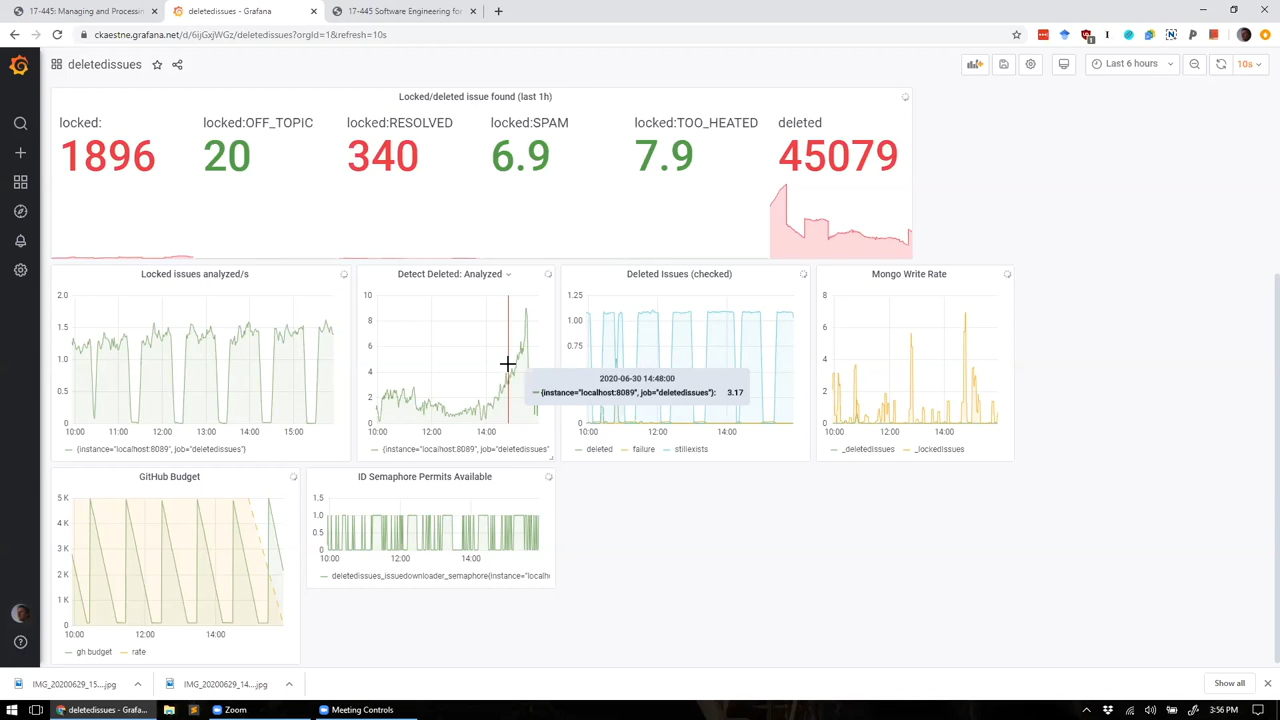 17-445: Managing and Processin
deletedissues - Grafana
17-445 Software Engineering fo
ckaestne.grafana.net/d/6ijGxjWGz/deletedissues?orgId=1&refresh=10s
deletedissues
Last 6 hours
10s
Locked/deleted issue found (last 1h)
locked:
locked:OFF_TOPIC
locked:RESOLVED
locked:SPAM
locked:TOO_HEATED
deleted
1896
20
340
6.9
7.9
45079
Locked issues analyzed/s
2.0
1.5
1.0
0.5
0
10:00
11:00
12:00
13:00
14:00
15:00
{instance="localhost:8089", job="deletedissues"}
Detect Deleted: Analyzed
10
8
6
4
2
0
10:00
12:00
14:00
{instance="localhost:8089", job="deletedissues"
Deleted Issues (checked)
1.25
1.00
0.75
0
10:00
12:00
14:00
deleted
failure
stillexists
2020-06-30 14:48:00
{instance="localhost:8089", job="deletedissues"}: 3.17
Mongo Write Rate
8
6
4
2
0
10:00
12:00
14:00
_deletedissues
_lockedissues
GitHub Budget
5 K
4 K
3 K
2 K
1 K
0
10:00
12:00
14:00
gh budget
rate
ID Semaphore Permits Available
1.5
1.0
0.5
0
10:00
12:00
14:00
deletedissues_issuedownloader_semaphore{instance="localh
IMG_20200629_15....jpg
IMG_20200629_14....jpg
Show all
deletedissues - Grafa...
Zoom
Meeting Controls
3:56 PM